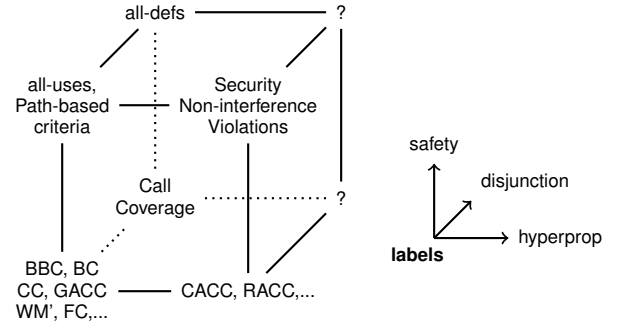 all-defs
?
all-uses,
Path-based
criteria
Security
Non-interference
Violations
safety
disjunction
Call
Coverage
?
hyperprop
labels
BBC, BC
CC, GACC
WM', FC,...
CACC, RACC,...